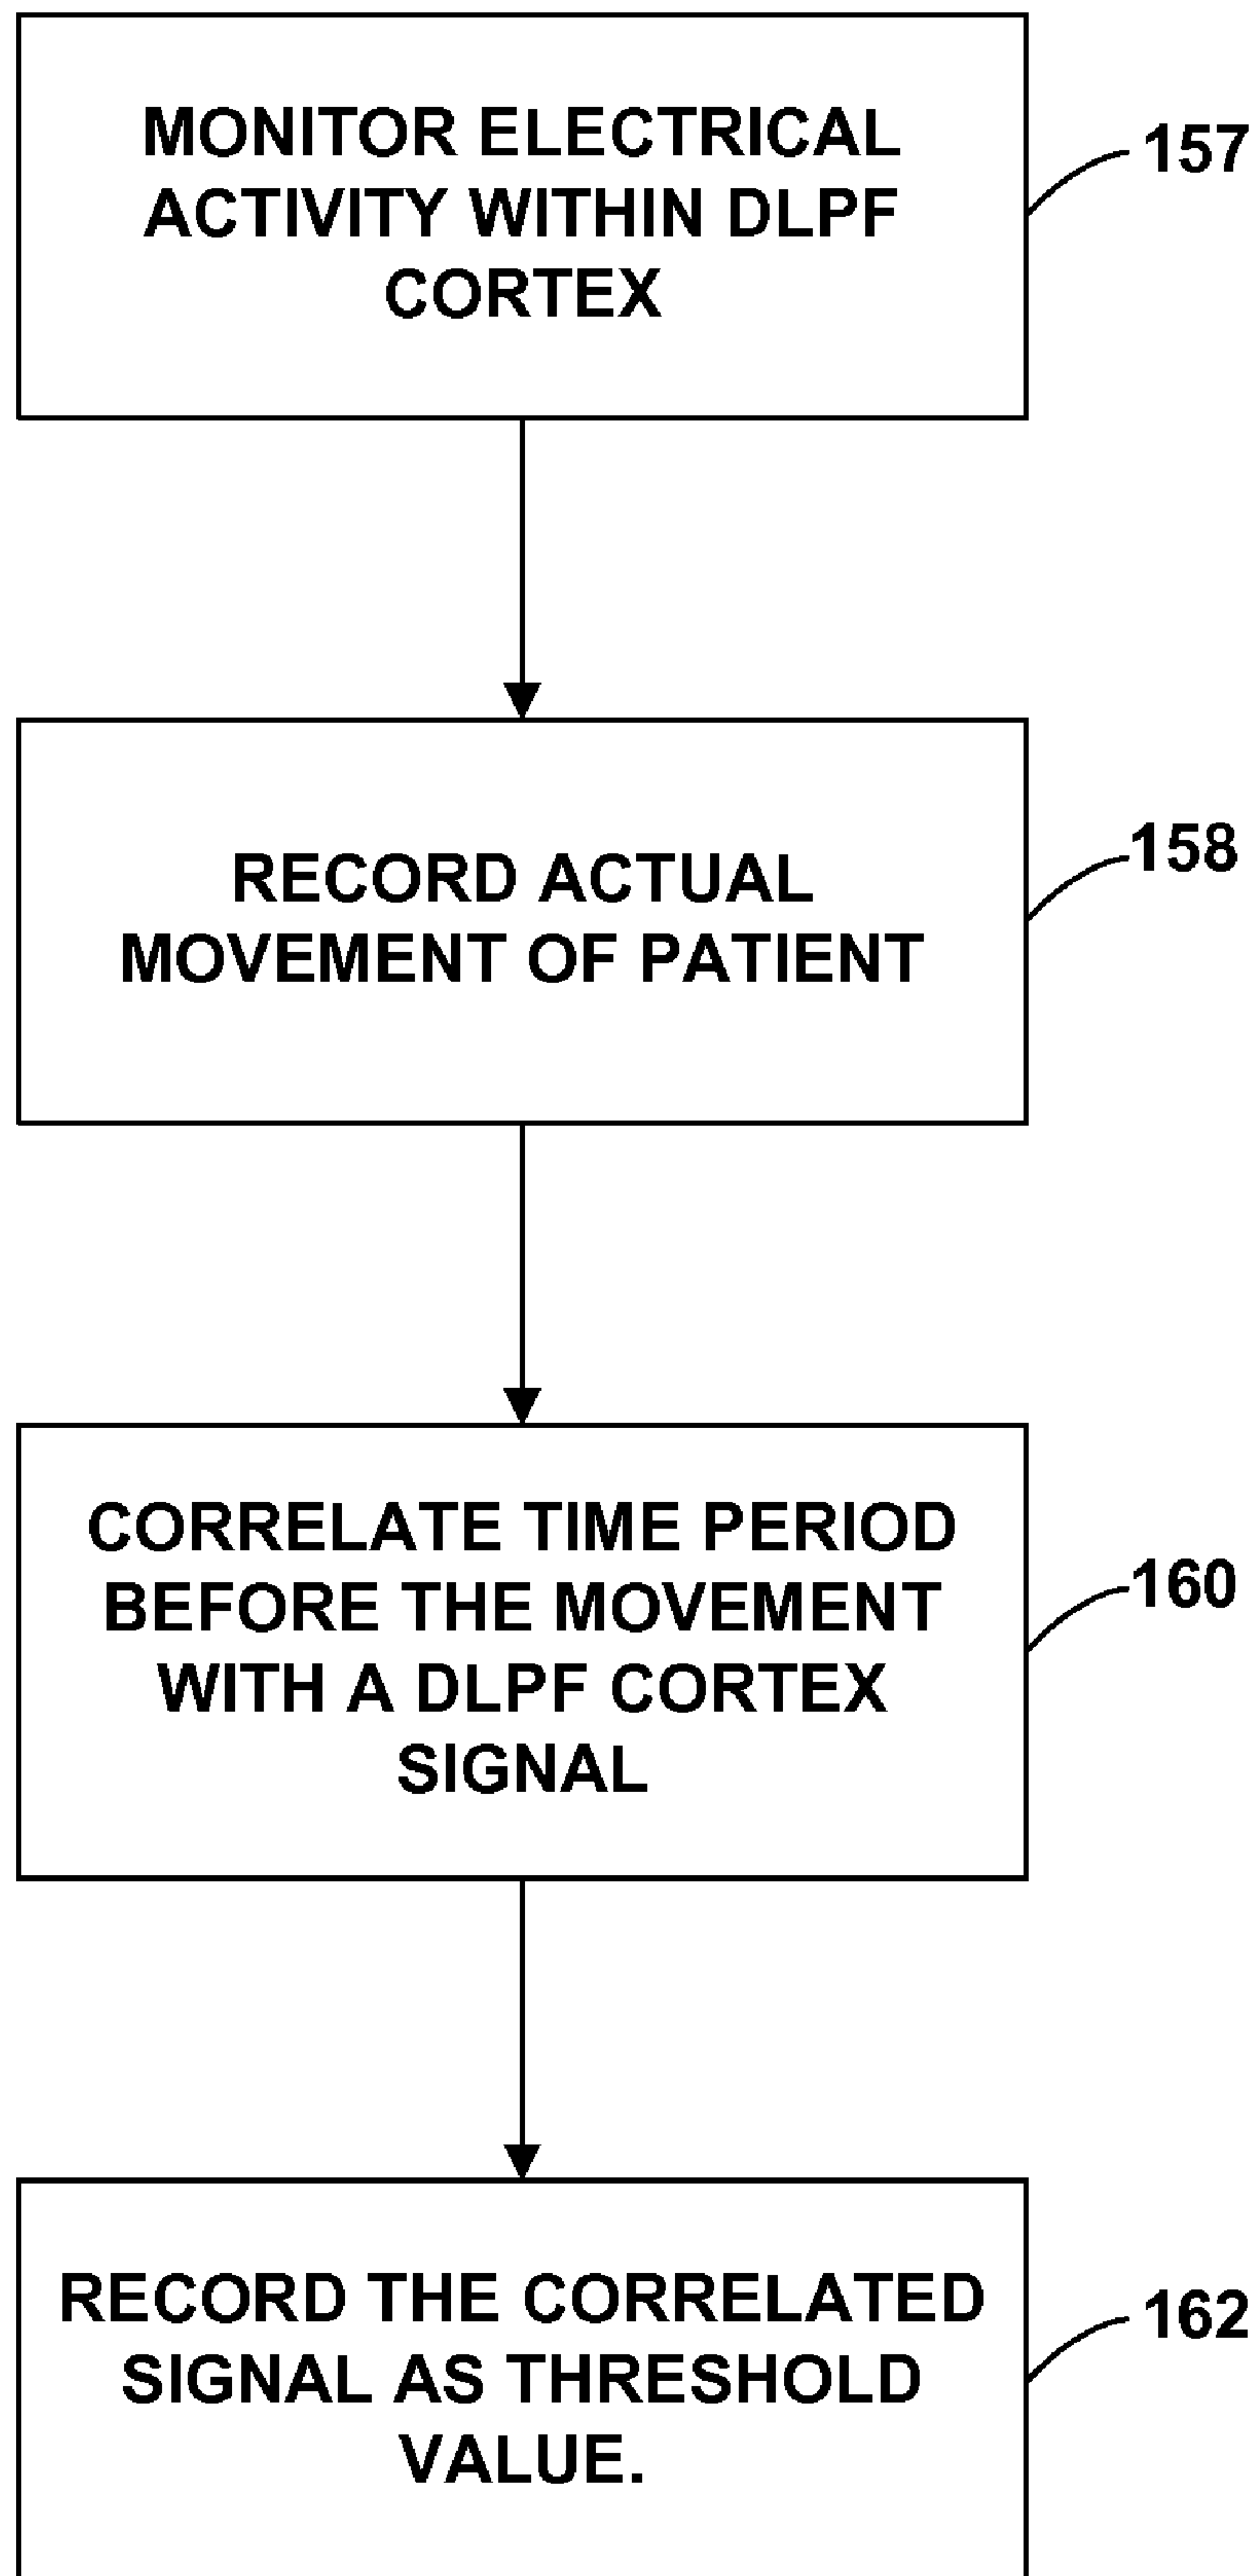 MONITOR ELECTRICAL
ACTIVITY WITHIN DLPF
CORTEX
157
RECORD ACTUAL
MOVEMENT OF PATIENT
158
CORRELATE TIME PERIOD
BEFORE THE MOVEMENT
WITH A DLPF CORTEX
SIGNAL
160
RECORD THE CORRELATED
SIGNAL AS THRESHOLD
VALUE.
162